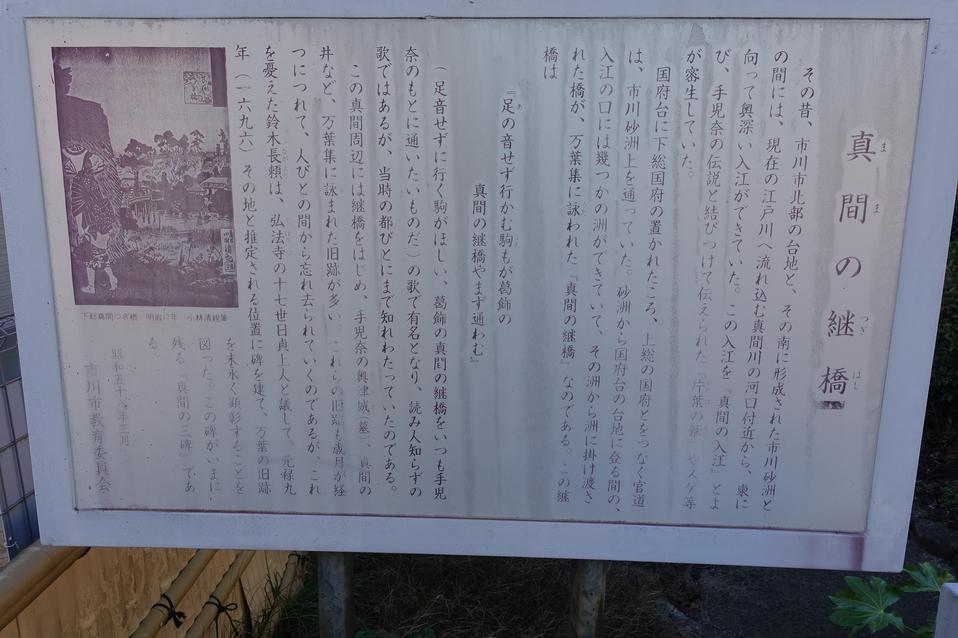 真間の継橋
その昔、市川市北部の台地と、その南に形成された市川砂洲と
の間には、現在の江戸川へ流れ込む真間川の河口付近から、東に
向って奥深い入江ができていた。この入江を『真間の入江』とよ
び、手児奈の伝説と結びつけて伝えられた『片葉の葦』やスゲ等
が密生していた。
国府台に下総国府の置かれたころ、上総の国府とをつなぐ官道
は、市川砂洲上を通っていた。砂洲から国府台の台地に登る間の、
入江の口には幾つかの洲ができていて、その洲から洲に掛け渡さ
れた橋が、万葉集に詠われた『真間の継橋』なのである。この継
橋は
『足の音せず行かむ駒もが葛飾の
真間の継橋やまず通わむ』
（足音せずに行く駒がほしい、葛飾の真間の継橋をいつも手児
奈のもとに通いたいものだ）の歌で有名となり、読み人知らずの
歌ではあるが、当時の都びとにまで知れわたっていたのである。
この真間周辺には継橋をはじめ、手児奈の奥津城（墓）、真間の
井など、万葉集に詠まれた旧跡が多い。これらの旧跡も歳月が経
つにつれて、人びとの間から忘れ去られていくのであるが、これ
を憂えた鈴木長頼は、弘法寺の十七世日貞上人と議して、元禄九
年（一六九六）その地と推定される位置に碑を建て、万葉の旧跡
を末永く顕彰することを
図った。この碑がいまに
残る『真間の三碑』であ
る。
昭和五十八年三月
市川市教育委員会
下総真間つぎ橋　明治17年　小林清親筆